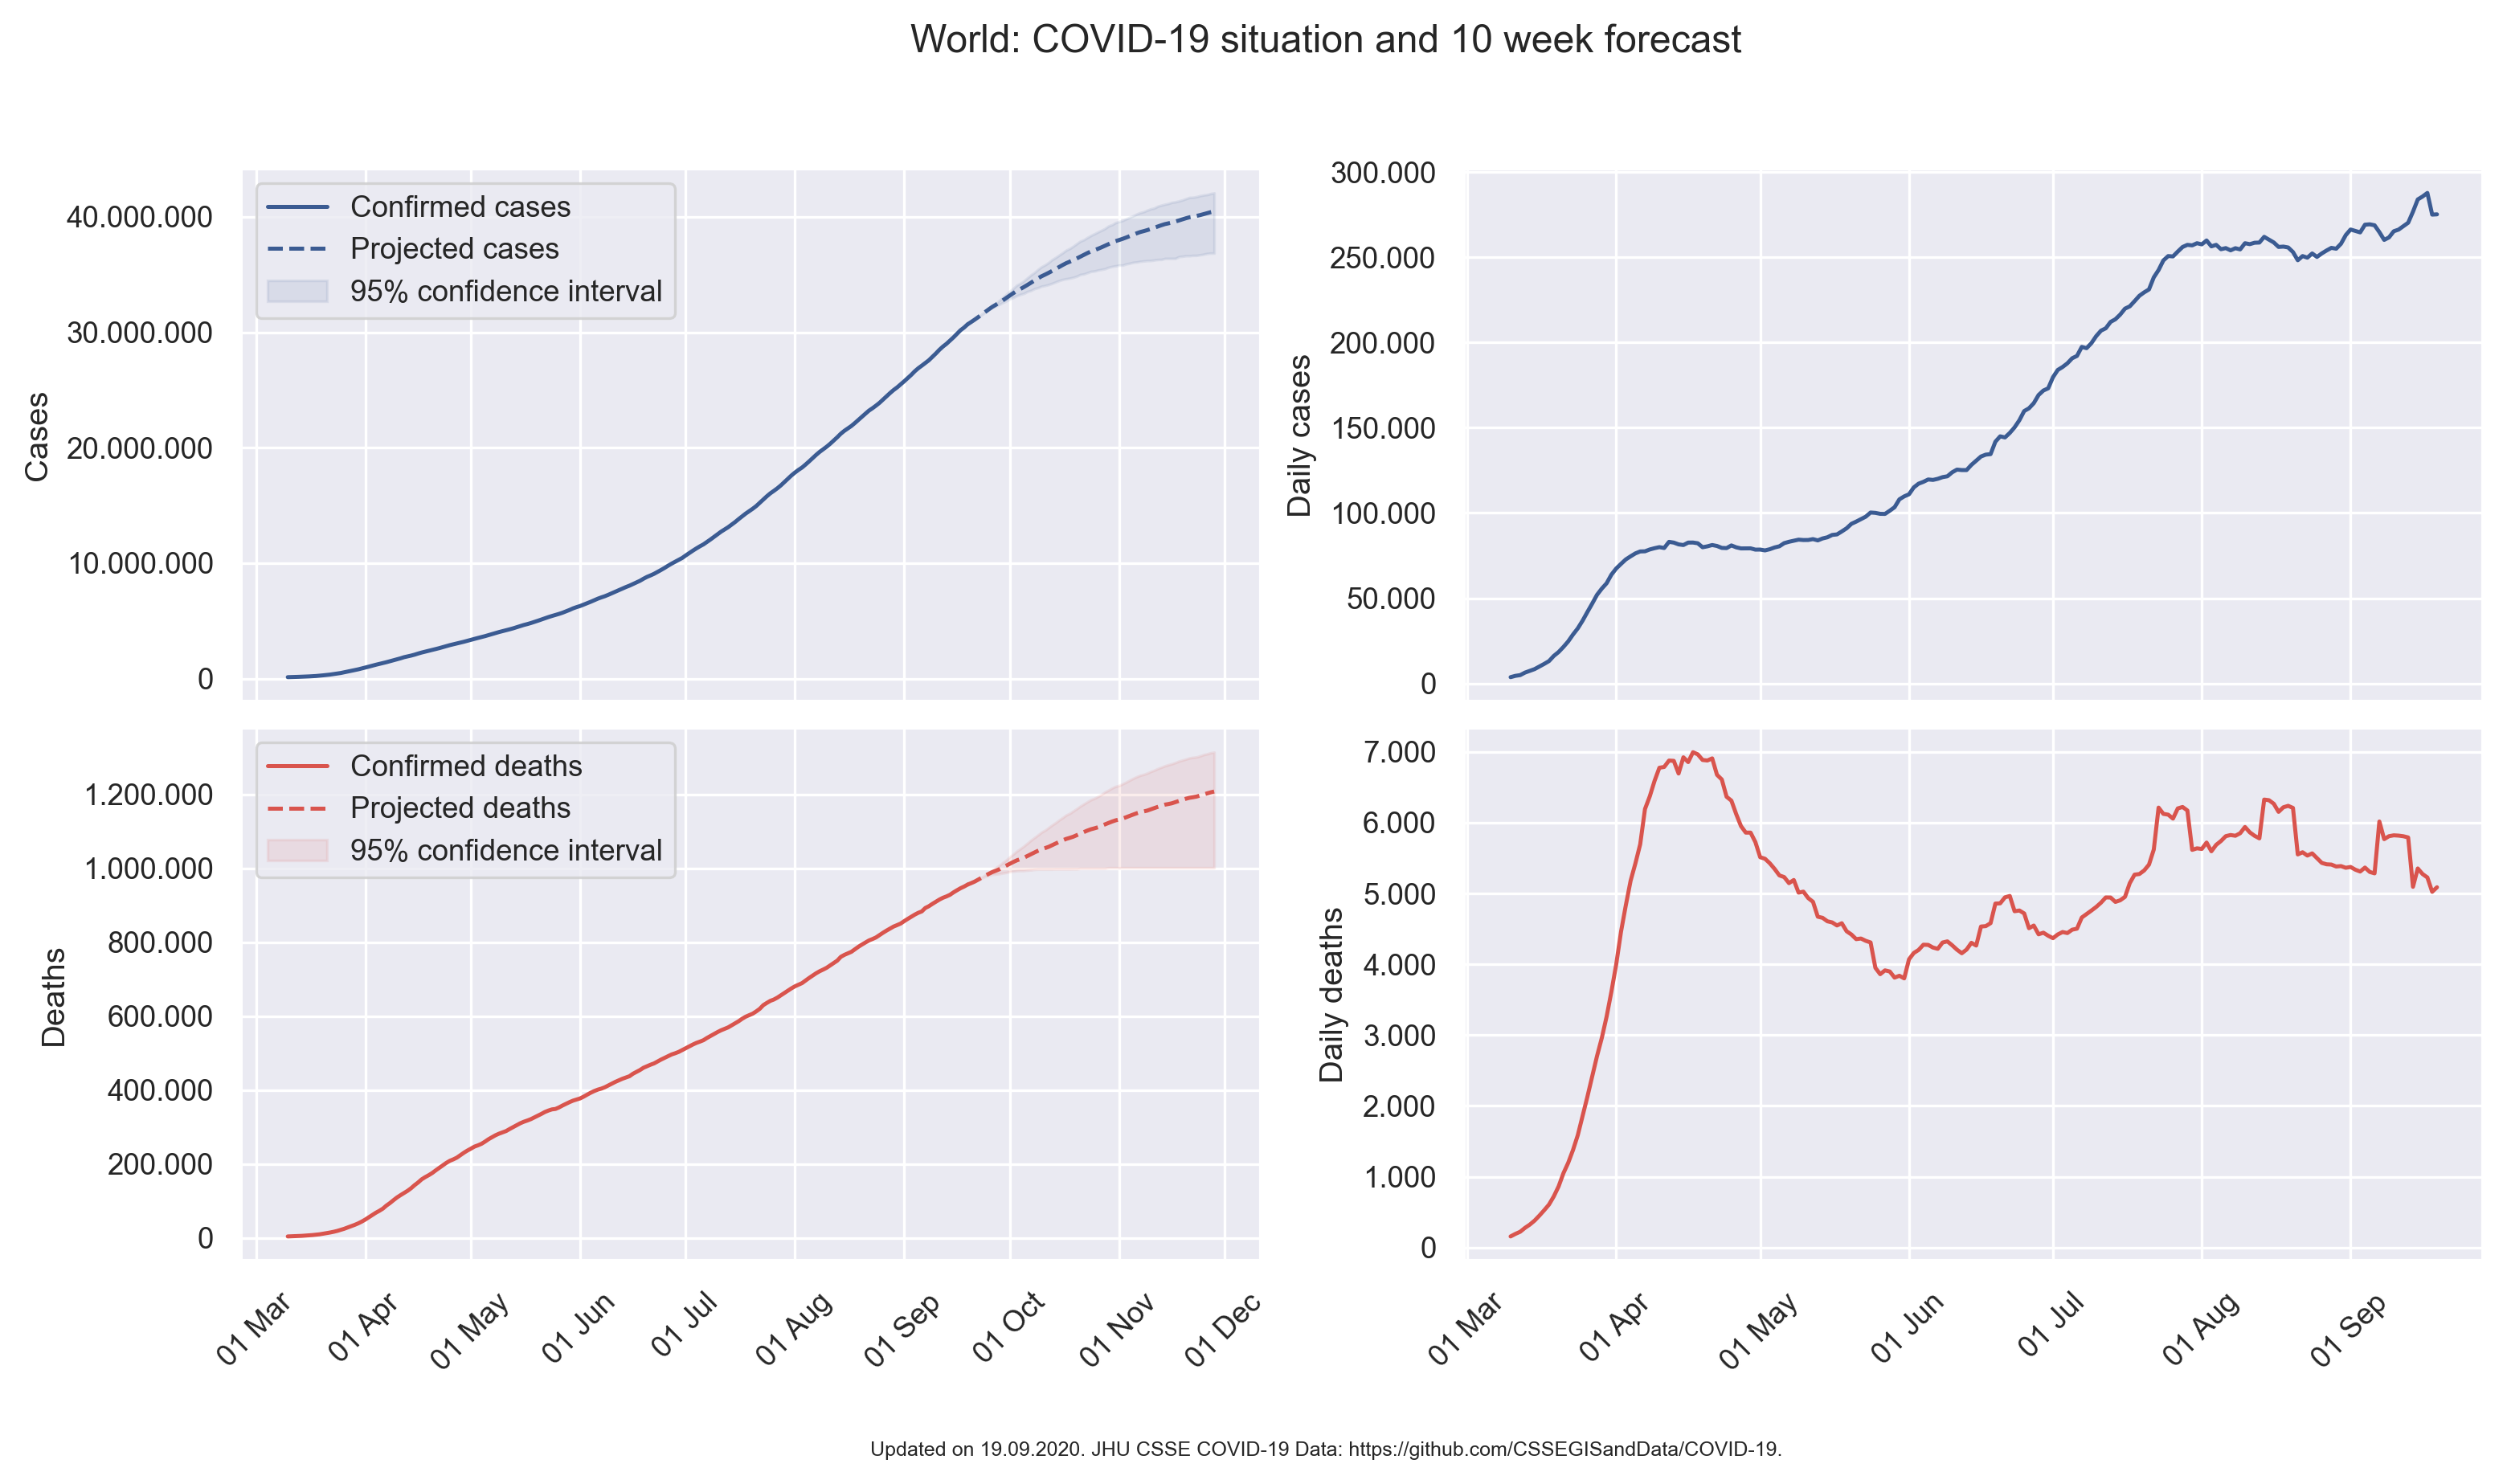 World: COVID-19 situation and 10 week forecast
Cases
40.000.000
30.000.000
20.000.000
10.000.000
0
Confirmed cases
Projected cases
95% confidence interval
Daily cases
300.000
250.000
200.000
150.000
100.000
50.000
0
Deaths
1.200.000
1.000.000
800.000
600.000
400.000
200.000
0
Confirmed deaths
Projected deaths
95% confidence interval
01 Mar
01 Apr
01 May
01 Jun
01 Jul
01 Aug
01 Sep
01 Oct
01 Nov
01 Dec
Daily deaths
7.000
6.000
5.000
4.000
3.000
2.000
1.000
0
01 Mar
01 Apr
01 May
01 Jun
01 Jul
01 Aug
01 Sep
Updated on 19.09.2020. JHU CSSE COVID-19 Data: https://github.com/CSSEGISandData/COVID-19.